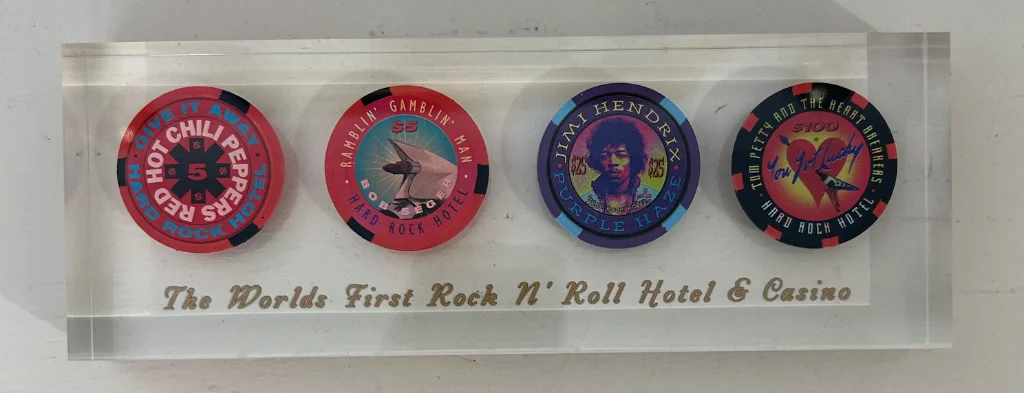 GIVE IT AWAY
RED HOT CHILI PEPPERS
$
$ 5 $
$
HARD ROCK HOTEL
RAMBLIN' GAMBLIN' MAN
$5
BOB SEGER
HARD ROCK HOTEL
JIMI HENDRIX
$25 $25
PURPLE HAZE
TOM PETTY AND THE HEART BREAKERS
$100
You Got Lucky
HARD ROCK HOTEL
The Worlds First Rock N' Roll Hotel & Casino